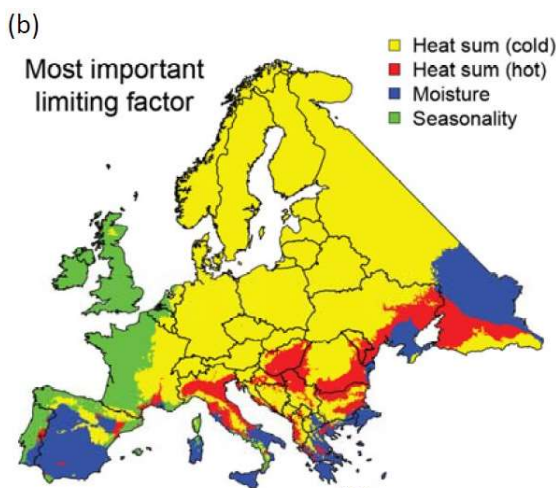 (b)
Most important
limiting factor
Heat sum (cold)
Heat sum (hot)
Moisture
Seasonality